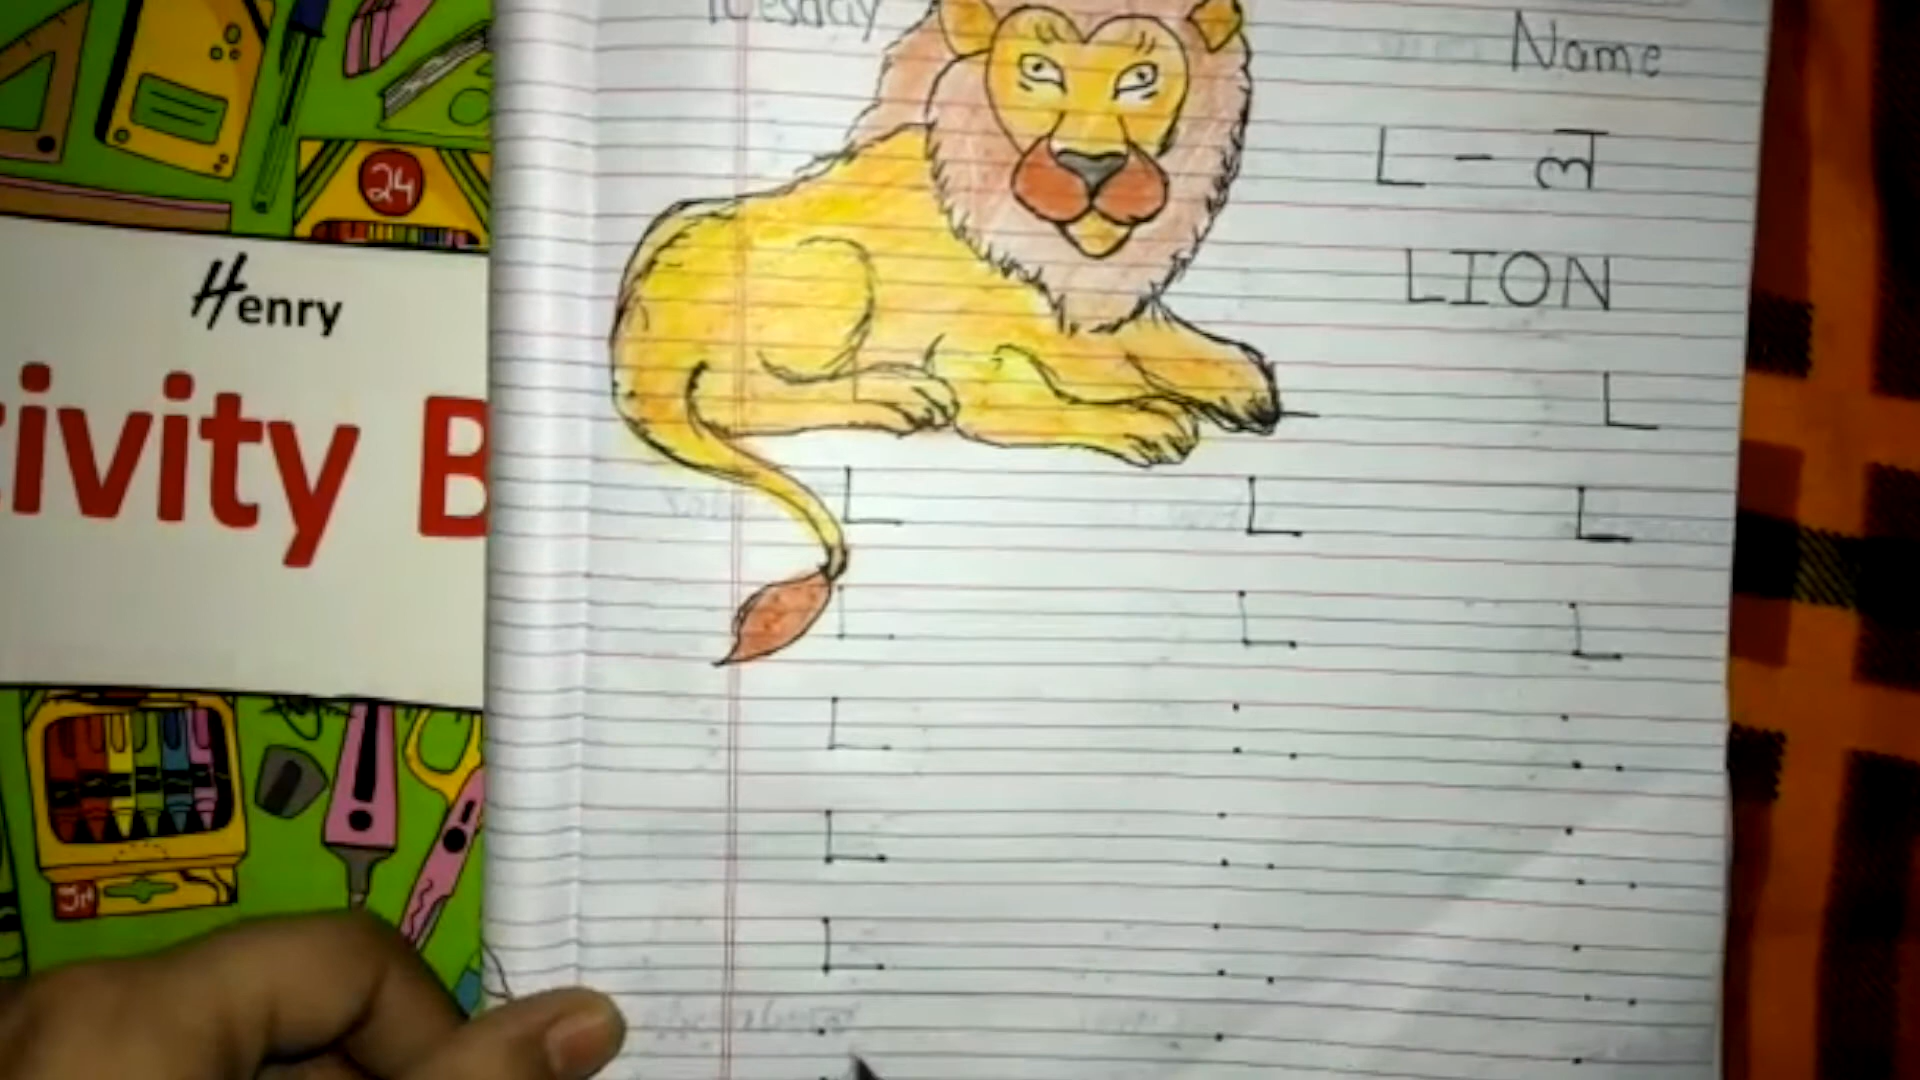 Tuesday
Name
L - ल
LION
L
L L L
L L L
L
L
L
24
Henry
tivity B